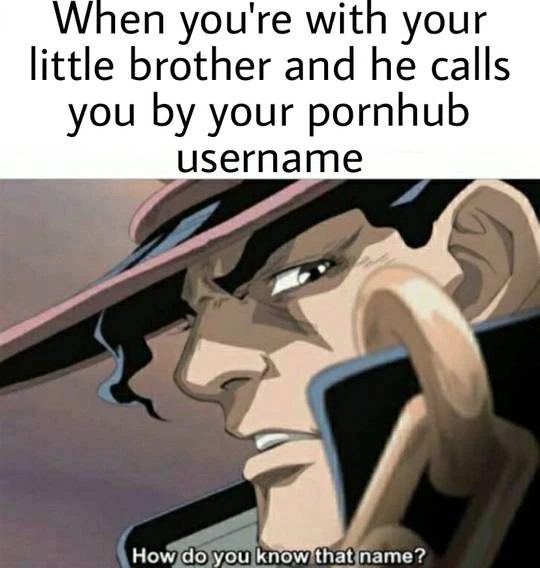 When you're with your
little brother and he calls
you by your pornhub
username
How do you know that name?